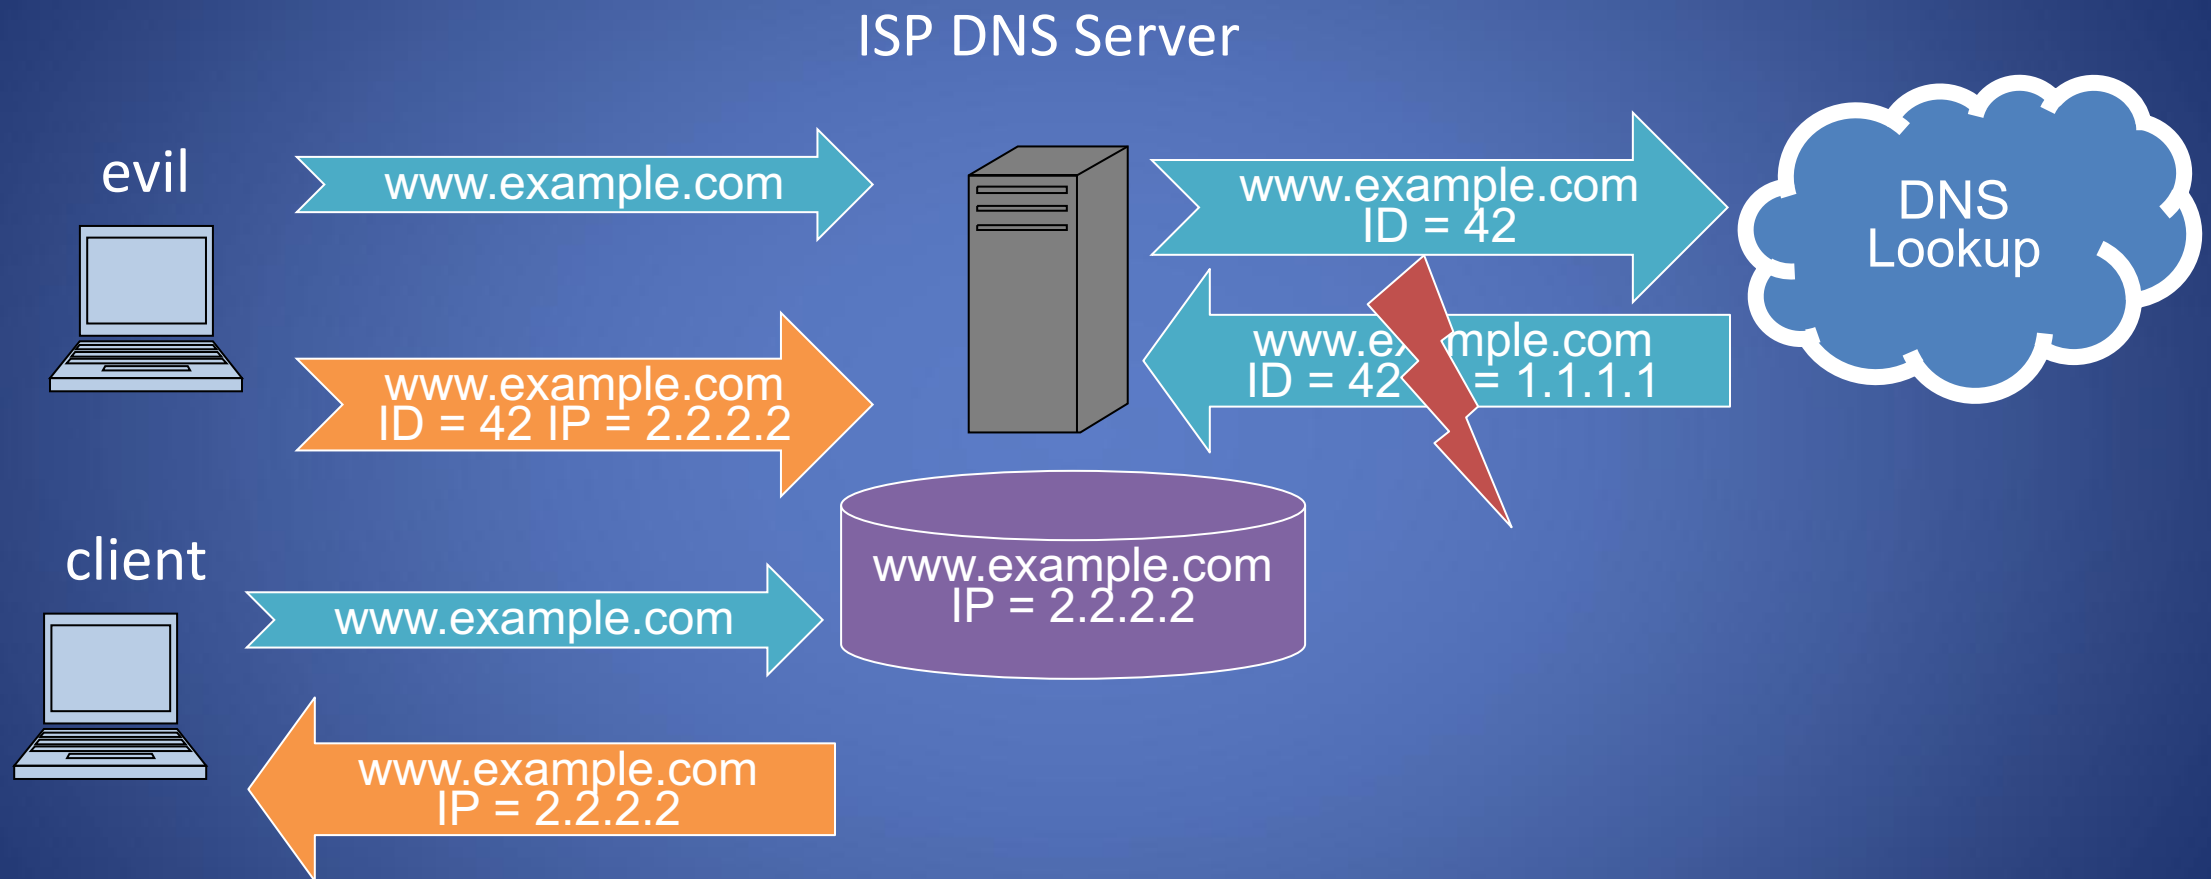 ISP DNS Server
evil
www.example.com
www.example.com
ID = 42
DNS
Lookup
www.example.com
ID = 42 IP = 2.2.2.2
mple.com
ID = 42 = 1.1.1.1
client
www.example.com
www.example.com
IP = 2.2.2.2
www.example.com
IP = 2.2.2.2